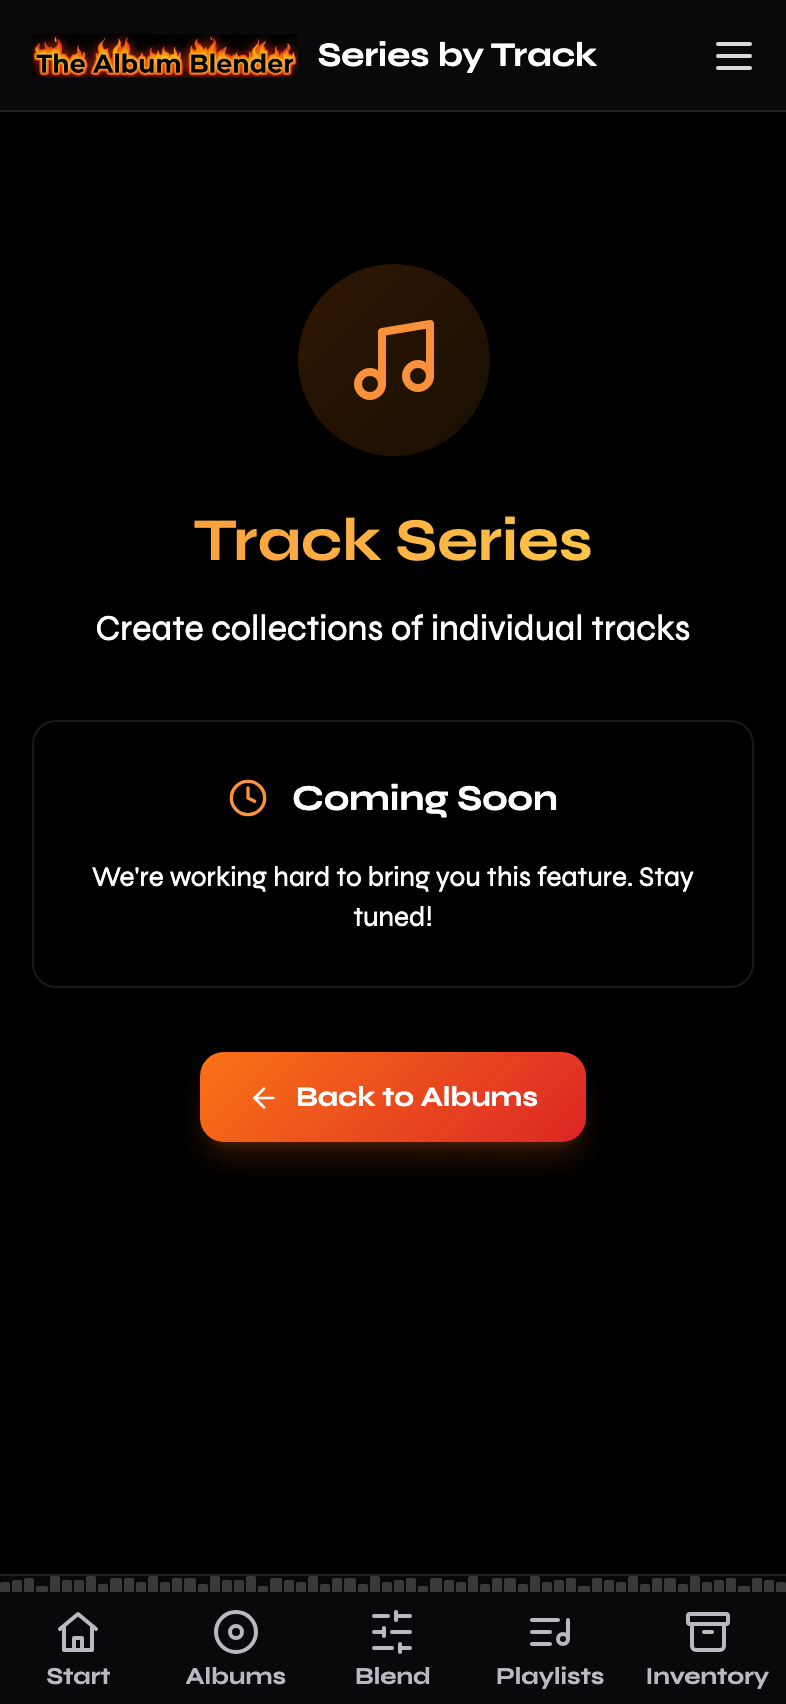 The Album Blender
Series by Track
Track Series
Create collections of individual tracks
Coming Soon
We're working hard to bring you this feature. Stay
tuned!
Back to Albums
Start
Albums
Blend
Playlists
Inventory